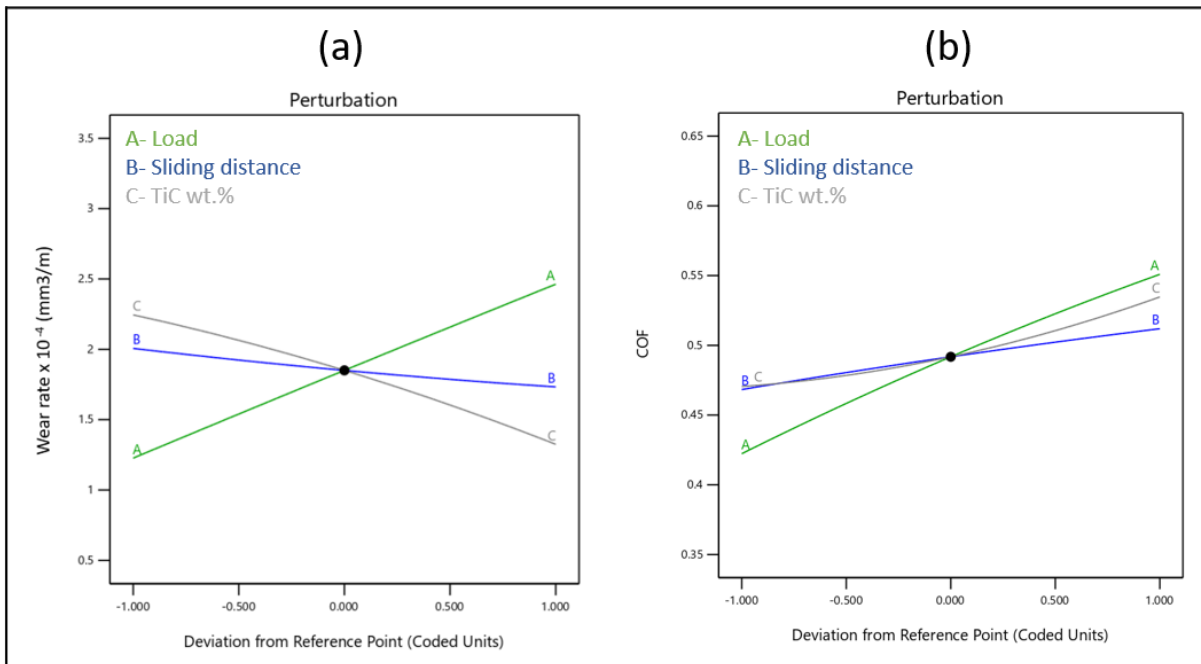 (a)
Perturbation
A- Load
B- Sliding distance
C- TiC wt.%
3.5
3
2.5
2
1.5
1
0.5
Wear rate x 10⁻⁴ (mm3/m)
C
B
A
A
B
C
-1.000
-0.500
0.000
0.500
1.000
Deviation from Reference Point (Coded Units)
(b)
Perturbation
A- Load
B- Sliding distance
C- TiC wt.%
0.65
0.6
0.55
0.5
0.45
0.4
0.35
COF
B
C
A
A
C
B
-1.000
-0.500
0.000
0.500
1.000
Deviation from Reference Point (Coded Units)